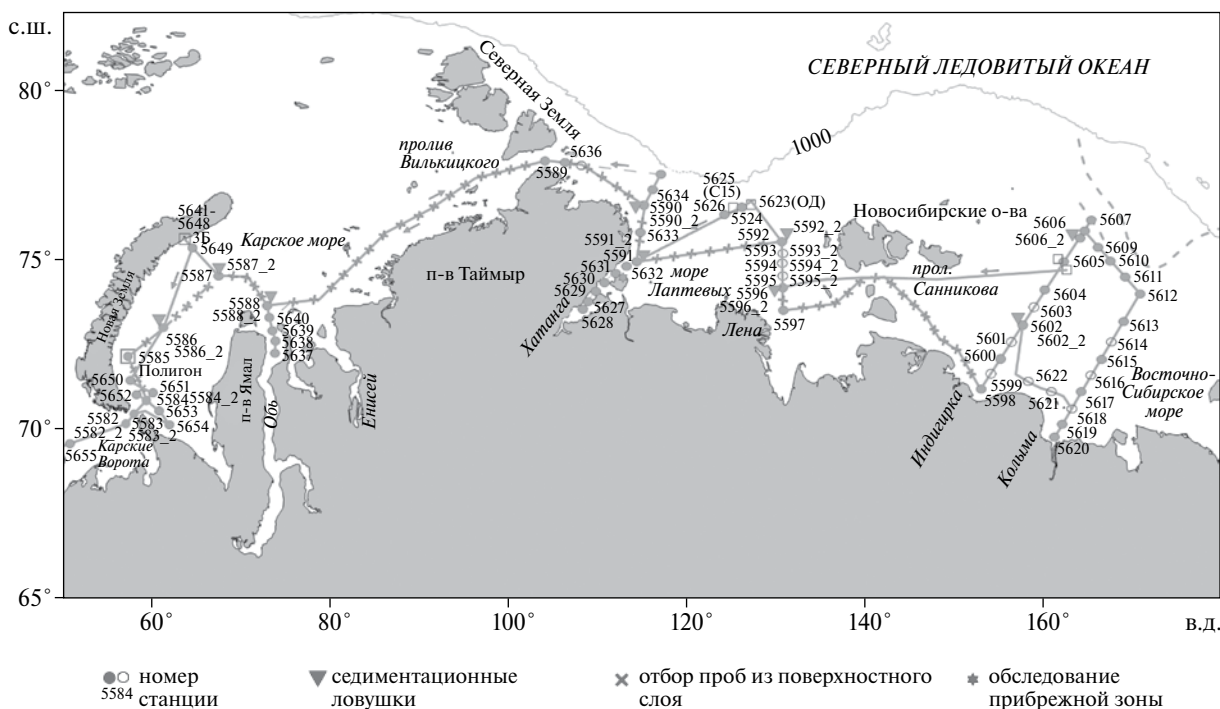 с.ш.
80°
75°
70°
65°
60°
80°
100°
120°
140°
160°
в.д.
СЕВЕРНЫЙ ЛЕДОВИТЫЙ ОКЕАН
1000
Северная Земля
пролив
Вилькицкого
5636
5589
5641-
5648
ЗБ
5649
Карское море
5587
5587_2
Новая Земля
5588
5588_2
5640
5639
5638
5637
5586
5586_2
5585
Полигон
5650
5652
5651
5584
5584_2
5653
5654
5582
5582_2
5583
5583_2
5655
Карские
Ворота
п-в Ямал
Обь
Енисей
п-в Таймыр
5625
(С15)
5626
5524
5623(ОД)
5634
5590
5590_2
5633
5591_2
5591
5632
5631
5630
5629
5627
5628
Хатанга
море
Лаптевых
5592
5592_2
5593
5593_2
5594
5594_2
5595
5595_2
5596
5596_2
5597
Лена
Новосибирские о-ва
прол.
Санникова
5606
5606_2
5607
5605
5609
5610
5611
5612
5604
5603
5602
5602_2
5601
5600
5599
5598
5613
5614
5615
5616
5617
5618
5619
5620
5622
5621
Индигирка
Колыма
Восточно-
Сибирское
море
номер
станции
5584
седиментационные
ловушки
отбор проб из поверхностного
слоя
обследование
прибрежной зоны